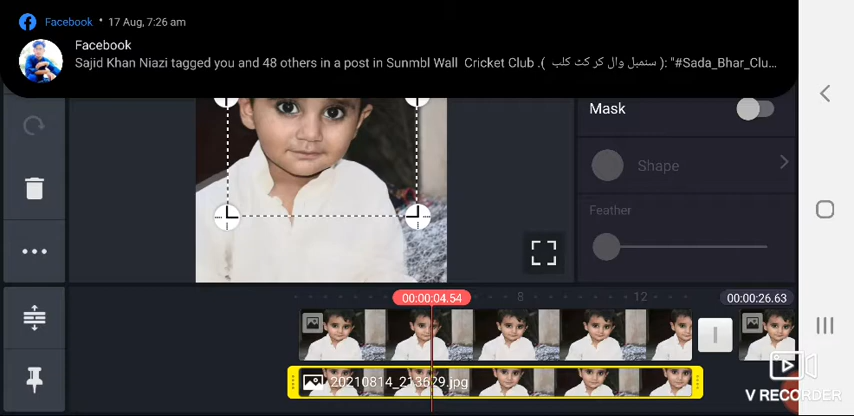 Facebook • 17 Aug, 7:26 am
Facebook
Sajid Khan Niazi tagged you and 48 others in a post in Sunmbl Wall Cricket Club .( سنمبل وال کر کٹ کلب ): "#Sada_Bhar_Clu...
Mask
Shape
Feather
00:00:04.54
8
12
00:00:26.63
20210814_213629.jpg
V RECORDER